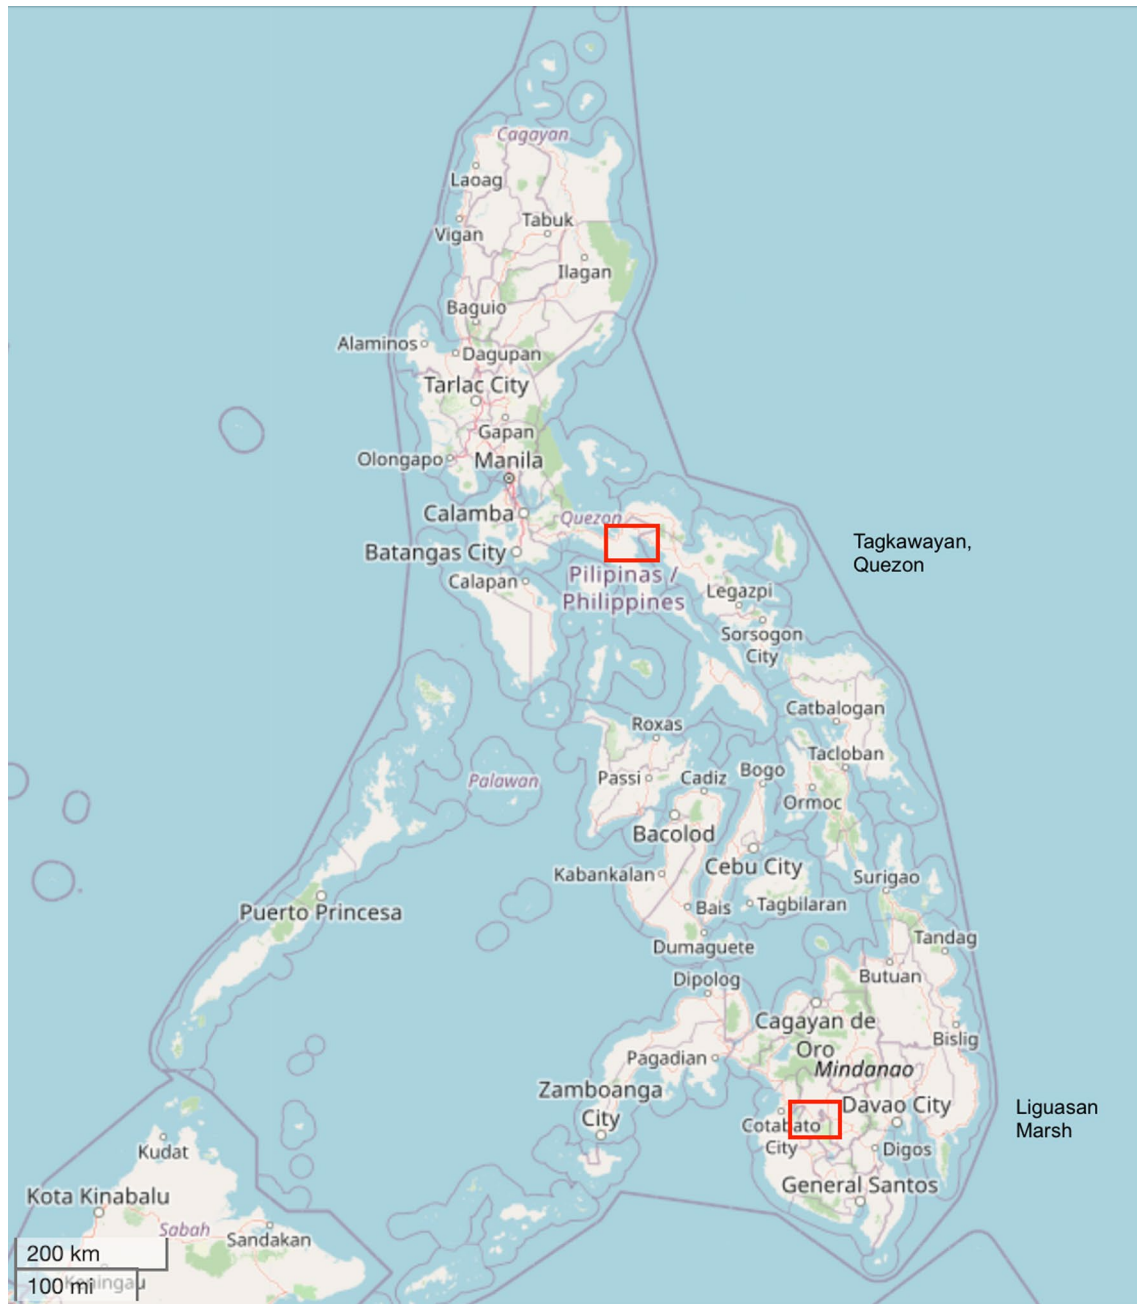 Cagayan
Laoag
Tabuk
Vigan
Ilagan
Baguio
Alaminos
Dagupan
Tarlac City
Gapan
Olongapo
Manila
Calamba
Quezon
Batangas City
Tagkawayan,
Quezon
Calapan
Pilipinas /
Philippines
Legazpi
Sorsogon
City
Catbalogan
Roxas
Tacloban
Palawan
Passi
Cadiz
Bogo
Ormoc
Bacolod
Cebu City
Kabankalan
Surigao
Puerto Princesa
Bais
Tagbilaran
Dumaguete
Tandag
Dipolog
Butuan
Cagayan de
Oro
Bislig
Pagadian
Mindanao
Zamboanga
City
Davao City
Liguasan
Marsh
Cotabato
City
Digos
Kudat
General Santos
Kota Kinabalu
Sabah
Sandakan
200 km
Keningau
100 mi